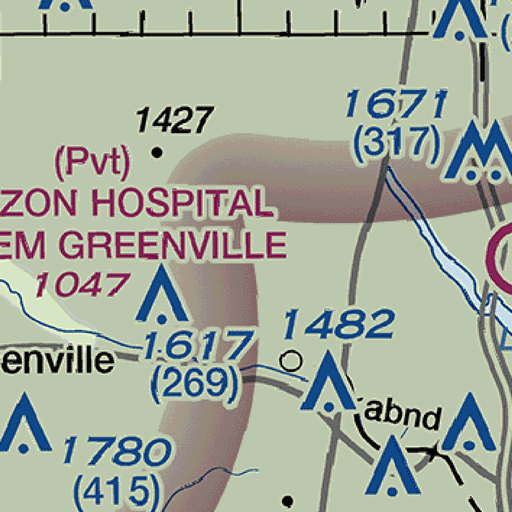 1427
1671
(317)
(Pvt)
ZON HOSPITAL
EM GREENVILLE
1047
1482
1617
(269)
enville
abnd
1780
(415)